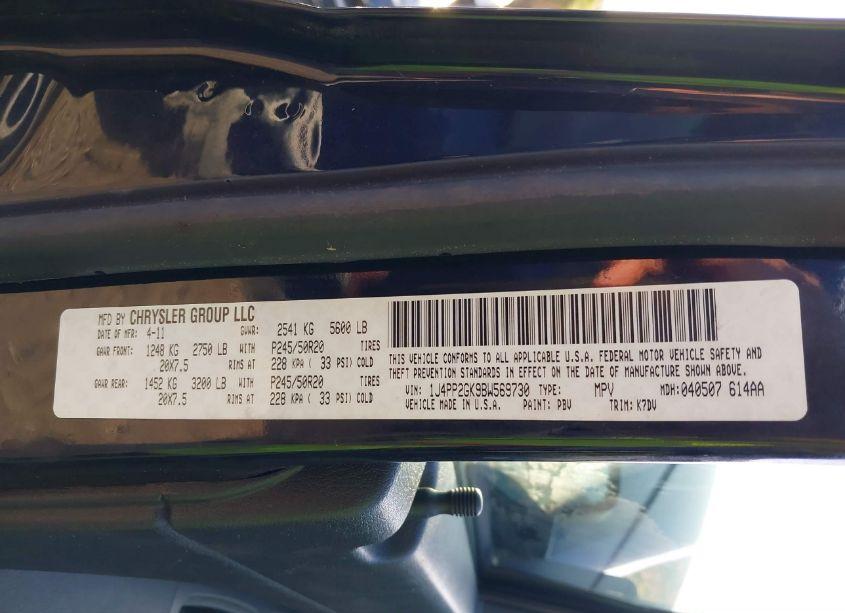 MFD BY CHRYSLER GROUP LLC
DATE OF MFR: 4-11 GVWR: 2541 KG 5600 LB
GAWR FRONT: 1248 KG 2750 LB WITH P245/50R20 TIRES
20X7.5 RIMS AT 228 KPA ( 33 PSI) COLD
GAWR REAR: 1452 KG 3200 LB WITH P245/50R20 TIRES
20X7.5 RIMS AT 228 KPA ( 33 PSI) COLD
THIS VEHICLE CONFORMS TO ALL APPLICABLE U.S.A. FEDERAL MOTOR VEHICLE SAFETY AND
THEFT PREVENTION STANDARDS IN EFFECT ON THE DATE OF MANUFACTURE SHOWN ABOVE.
VIN: 1J4PP2GK9BW569730 TYPE: MPV MDH: 040507 614AA
VEHICLE MADE IN U.S.A. PAINT: PBV TRIM: K7DV